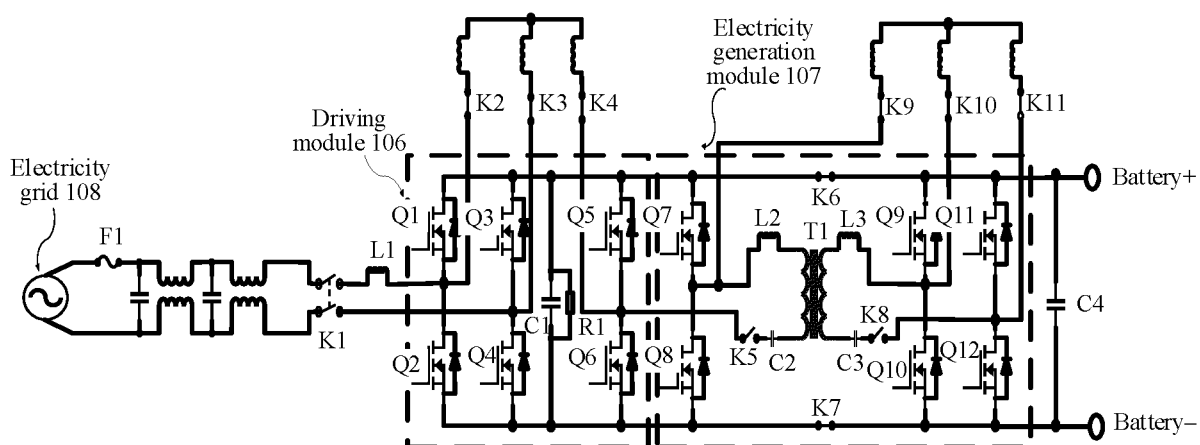 Electricity
generation
module 107
K2
K3
K4
K9
K10
K11
Driving
module 106
Electricity
grid 108
Battery+
K6
Q1
Q3
Q5
Q7
L2
T1
L3
Q9
Q11
F1
L1
C1
R1
K8
C4
K1
K5
C2
C3
Q2
Q4
Q6
Q8
Q10
Q12
K7
Battery−